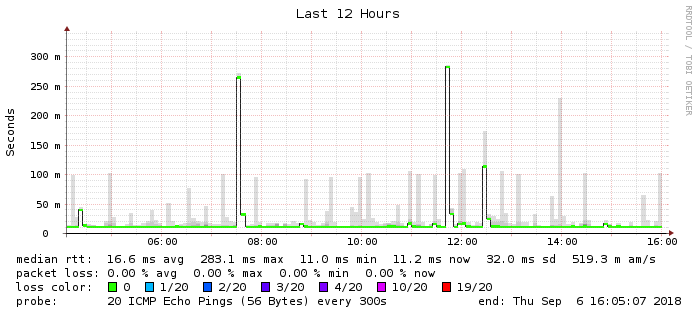 Last 12 Hours
RRDTOOL / TOBI OETIKER
Seconds
300 m
250 m
200 m
150 m
100 m
50 m
0
06:00 08:00 10:00 12:00 14:00 16:00
median rtt: 16.6 ms avg 283.1 ms max 11.0 ms min 11.2 ms now 32.0 ms sd 519.3 m am/s
packet loss: 0.00 % avg 0.00 % max 0.00 % min 0.00 % now
loss color: 0 1/20 2/20 3/20 4/20 10/20 19/20
probe: 20 ICMP Echo Pings (56 Bytes) every 300s end: Thu Sep 6 16:05:07 2018